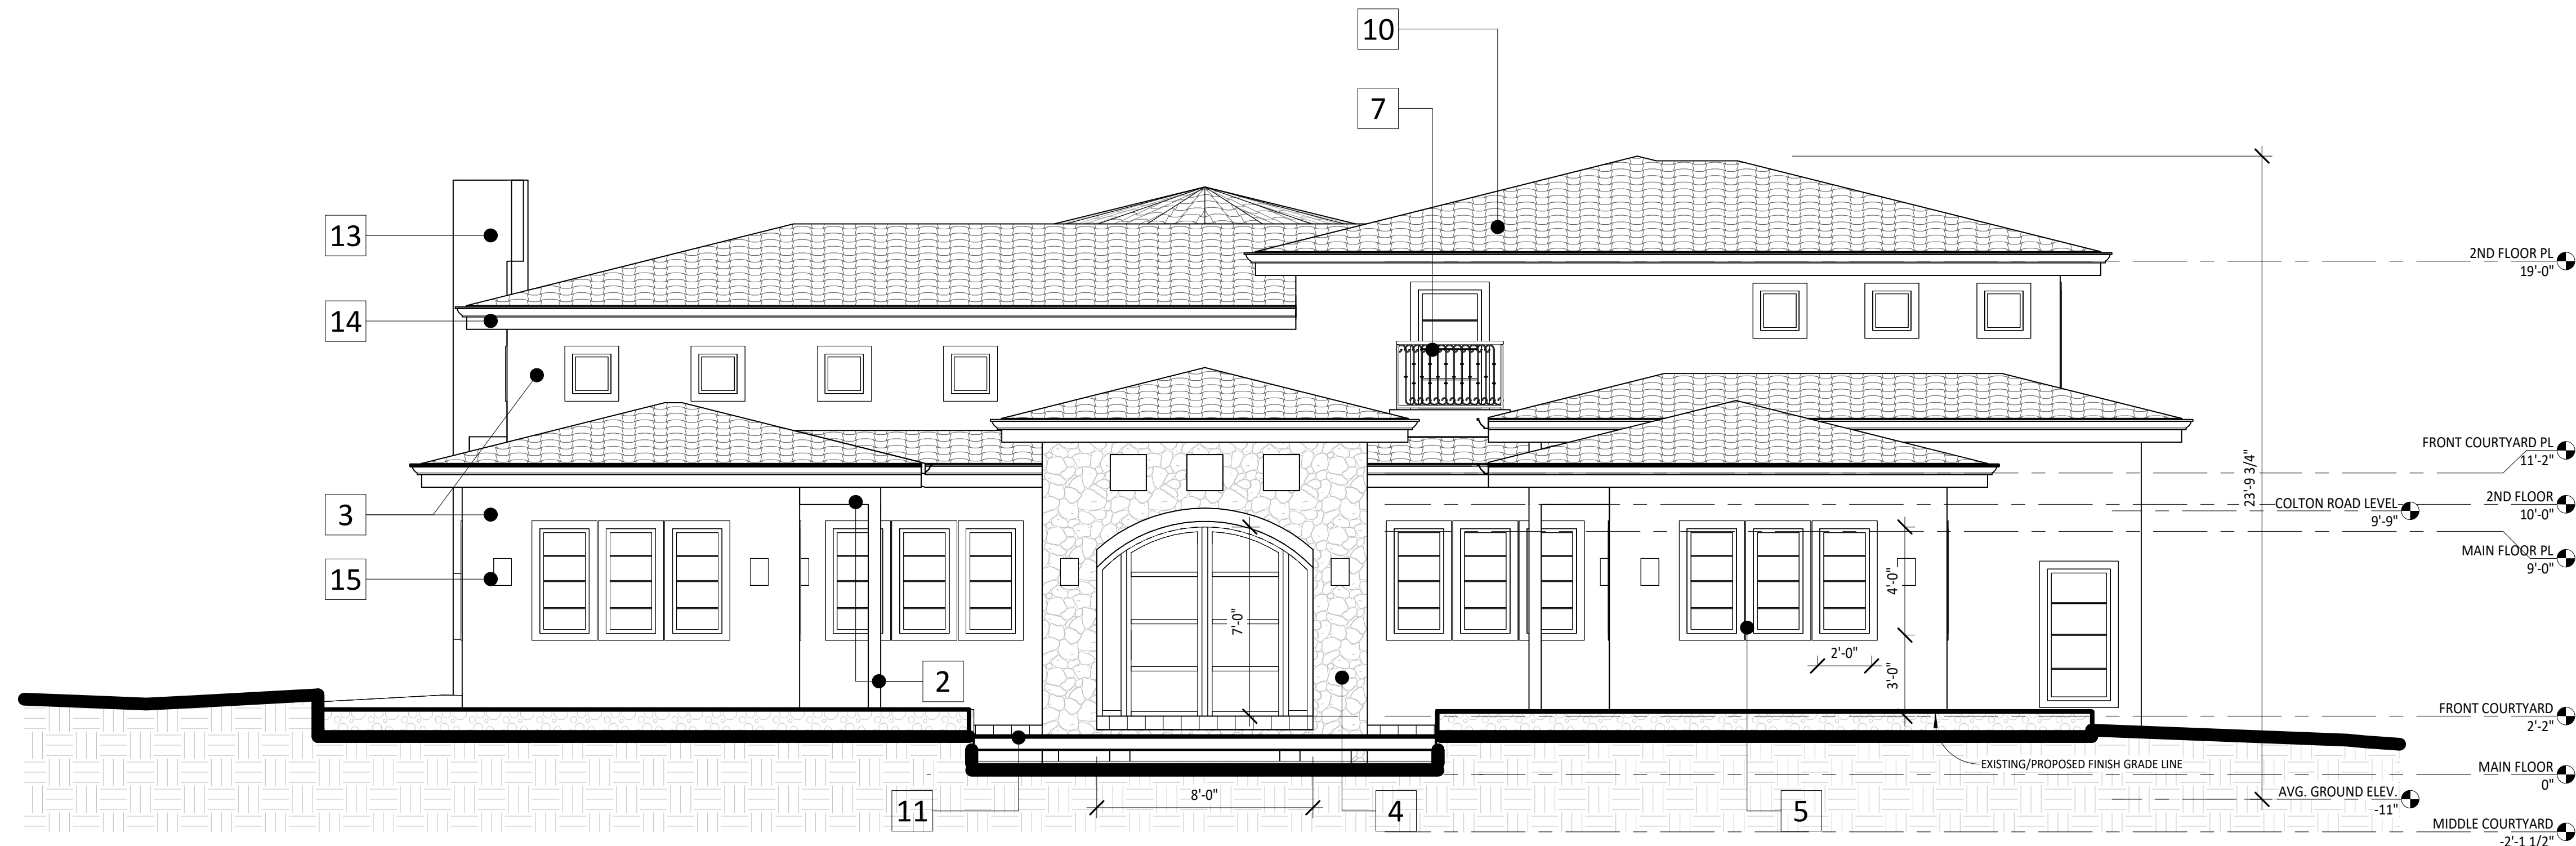 10
7
13
14
3
15
2
11
4
5
7'-0"
8'-0"
4'-0"
2'-0"
3'-0"
23'-9 3/4"
EXISTING/PROPOSED FINISH GRADE LINE
2ND FLOOR PL
19'-0"
FRONT COURTYARD PL
11'-2"
2ND FLOOR
10'-0"
COLTON ROAD LEVEL
9'-9"
MAIN FLOOR PL
9'-0"
FRONT COURTYARD
2'-2"
MAIN FLOOR
0"
AVG. GROUND ELEV.
-11"
MIDDLE COURTYARD
-2'-1 1/2"